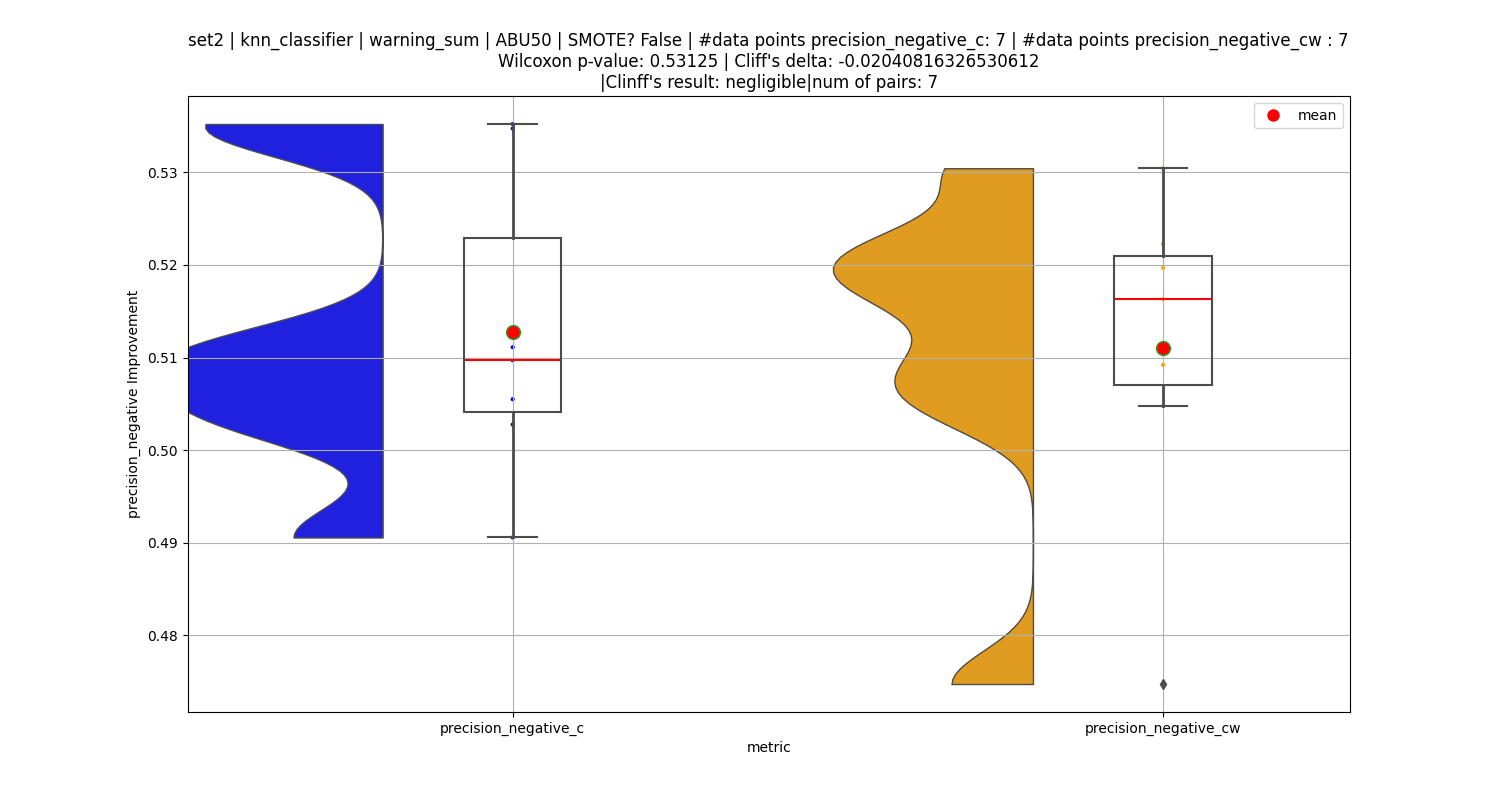 set2 | knn_classifier | warning_sum | ABU50 | SMOTE? False | #data points precision_negative_c: 7 | #data points precision_negative_cw : 7
Wilcoxon p-value: 0.53125 | Cliff's delta: -0.02040816326530612
|Clinff's result: negligible|num of pairs: 7
mean
0.53
0.52
0.51
0.50
0.49
0.48
precision_negative Improvement
precision_negative_c
precision_negative_cw
metric